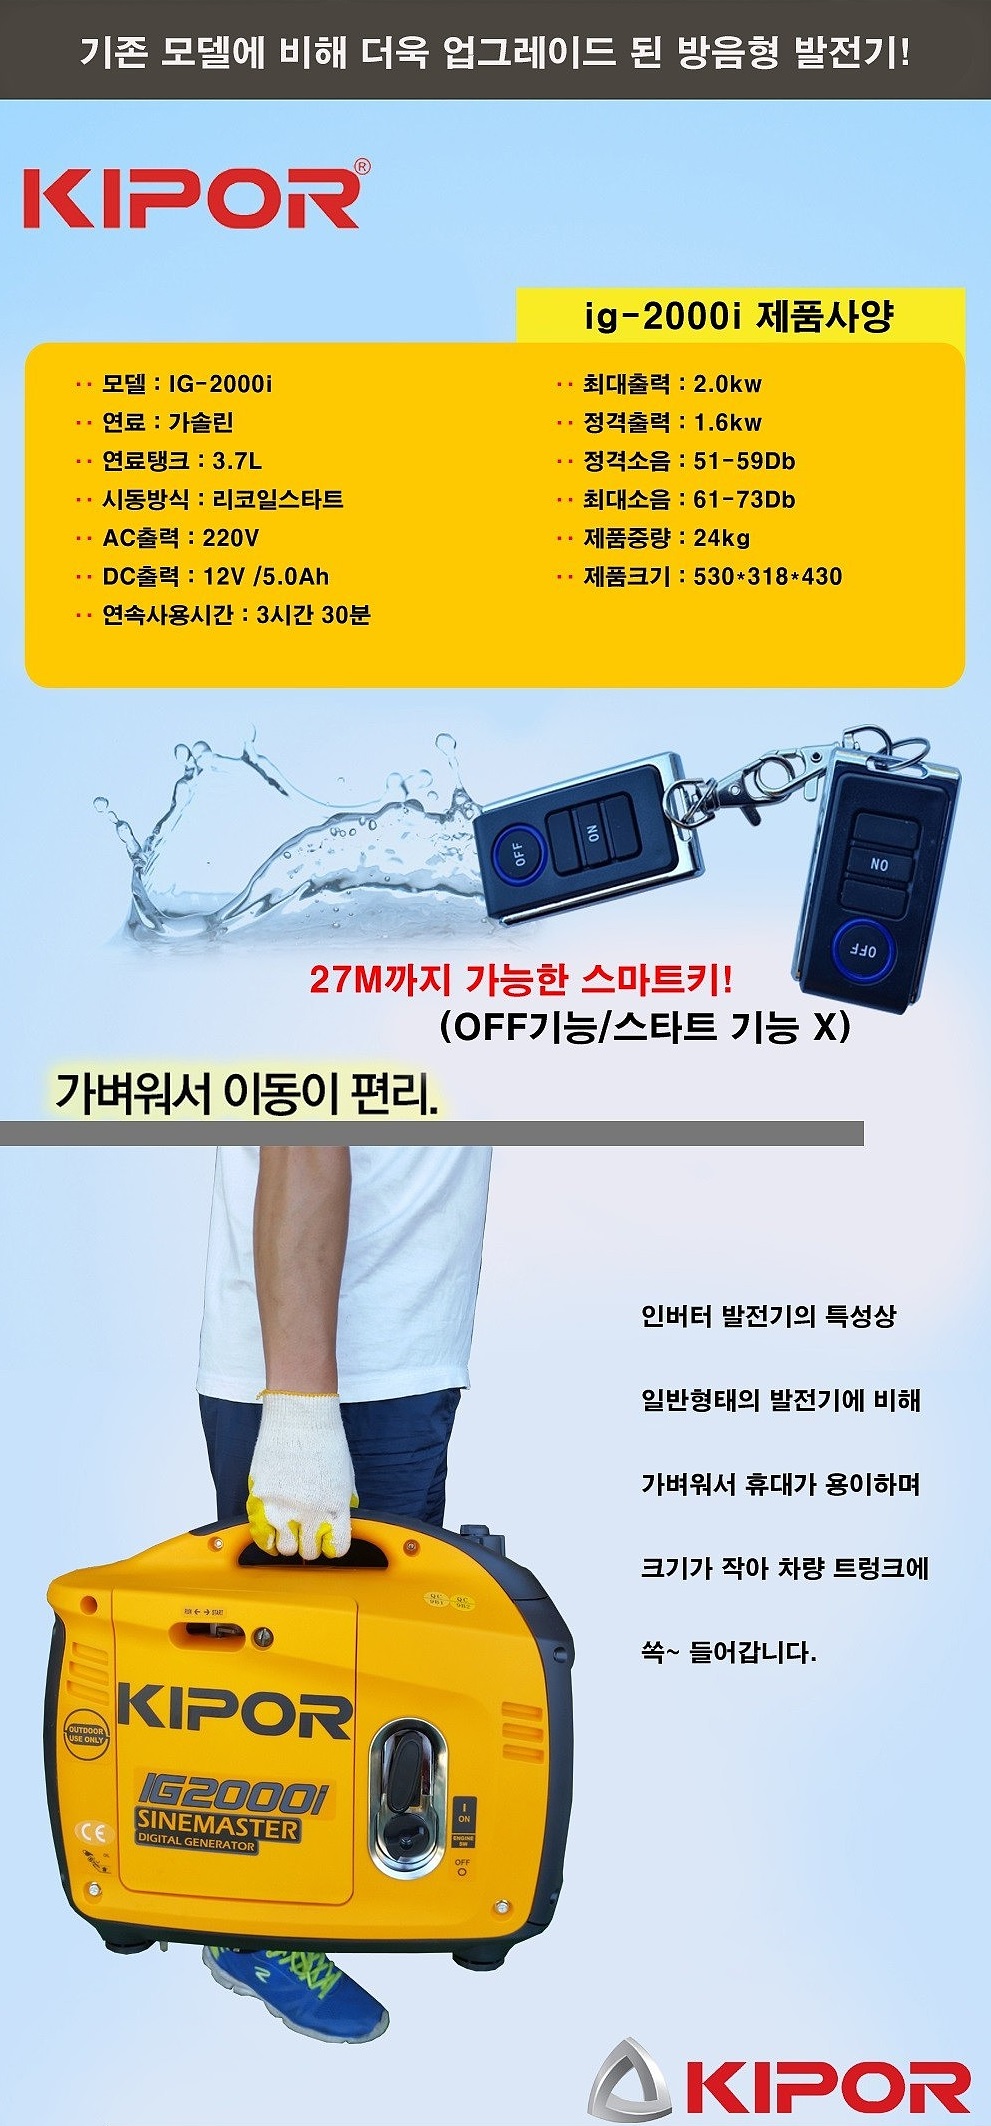 기존 모델에 비해 더욱 업그레이드 된 방음형 발전기!
KIPOR®
ig-2000i 제품사양
·· 모델 : IG-2000i
·· 연료 : 가솔린
·· 연료탱크 : 3.7L
·· 시동방식 : 리코일스타트
·· AC출력 : 220V
·· DC출력 : 12V /5.0Ah
·· 연속사용시간 : 3시간 30분
·· 최대출력 : 2.0kw
·· 정격출력 : 1.6kw
·· 정격소음 : 51-59Db
·· 최대소음 : 61-73Db
·· 제품중량 : 24kg
·· 제품크기 : 530*318*430
OFF
ON
ON
OFF
27M까지 가능한 스마트키!
(OFF기능/스타트 기능 X)
가벼워서 이동이 편리.
인버터 발전기의 특성상
일반형태의 발전기에 비해
가벼워서 휴대가 용이하며
크기가 작아 차량 트렁크에
쏙~ 들어갑니다.
RUN ← → START
KIPOR
OUTDOOR
USE ONLY
IG2000i
SINEMASTER
DIGITAL GENERATOR
CE
I
ON
ENGINE
SW
OFF
KIPOR